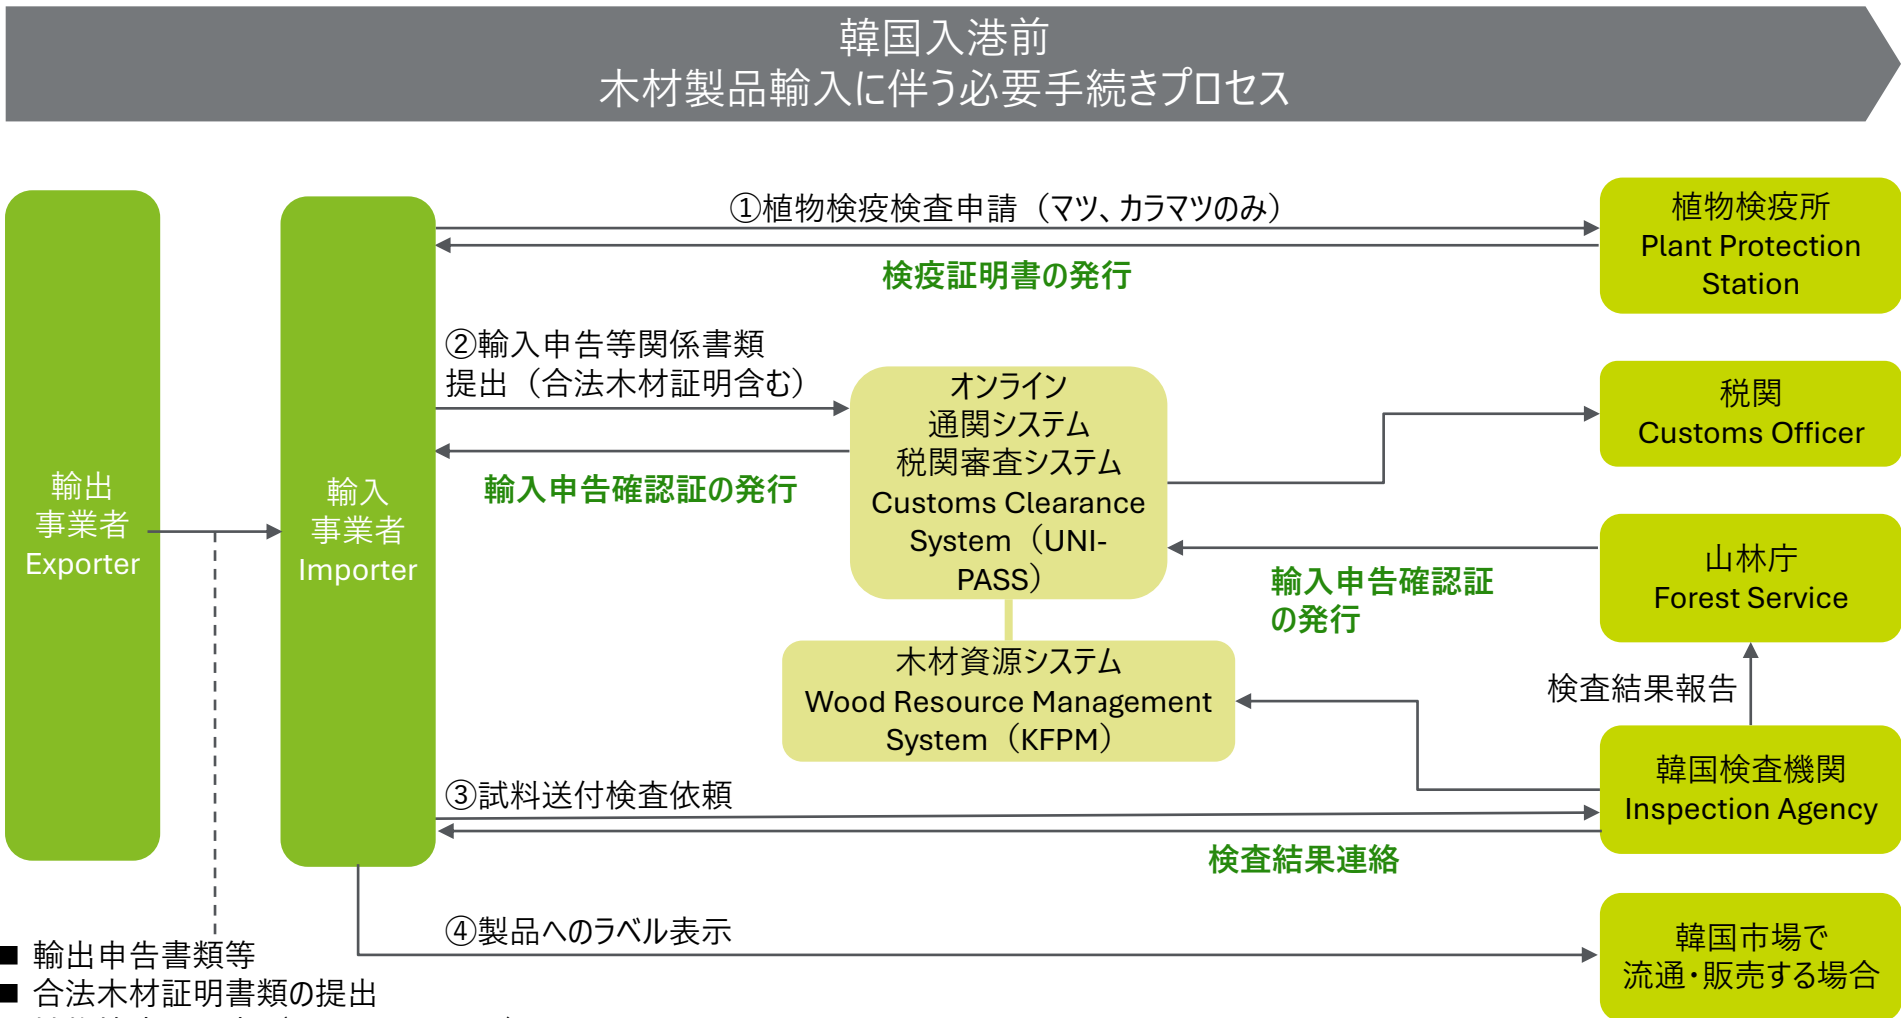 韓国入港前
木材製品輸入に伴う必要手続きプロセス
①植物検疫検査申請（マツ、カラマツのみ）
検疫証明書の発行
植物検疫所
Plant Protection
Station
②輸入申告等関係書類
提出（合法木材証明含む）
輸入申告確認証の発行
オンライン
通関システム
税関審査システム
Customs Clearance
System（UNI-
PASS）
税関
Customs Officer
輸出
事業者
Exporter
輸入
事業者
Importer
輸入申告確認証
の発行
山林庁
Forest Service
木材資源システム
Wood Resource Management
System（KFPM）
検査結果報告
韓国検査機関
Inspection Agency
③試料送付検査依頼
検査結果連絡
④製品へのラベル表示
韓国市場で
流通・販売する場合
■ 輸出申告書類等
■ 合法木材証明書類の提出